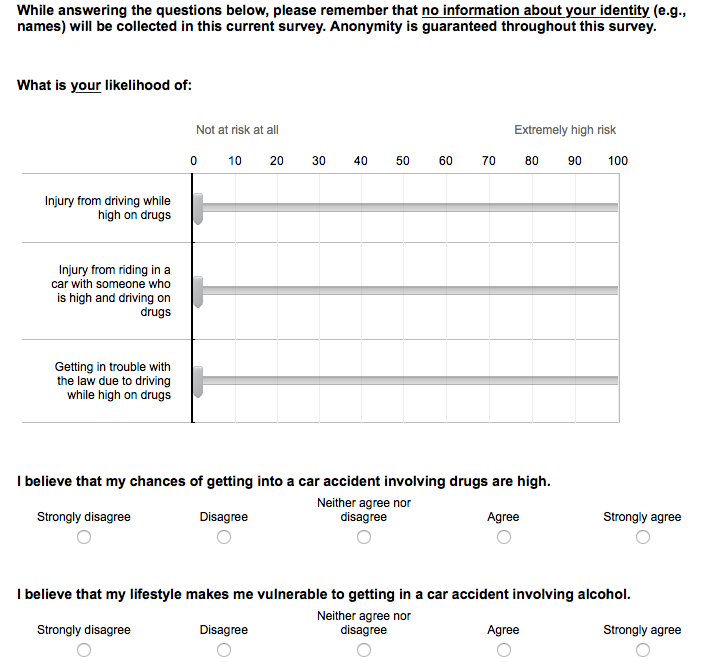 While answering the questions below, please remember that no information about your identity (e.g.,
names) will be collected in this current survey. Anonymity is guaranteed throughout this survey.
What is your likelihood of:
Not at risk at all Extremely high risk
0 10 20 30 40 50 60 70 80 90 100
Injury from driving while
high on drugs
Injury from riding in a
car with someone who
is high and driving on
drugs
Getting in trouble with
the law due to driving
while high on drugs
I believe that my chances of getting into a car accident involving drugs are high.
Strongly disagree Disagree Neither agree nor
disagree Agree Strongly agree
I believe that my lifestyle makes me vulnerable to getting in a car accident involving alcohol.
Strongly disagree Disagree Neither agree nor
disagree Agree Strongly agree